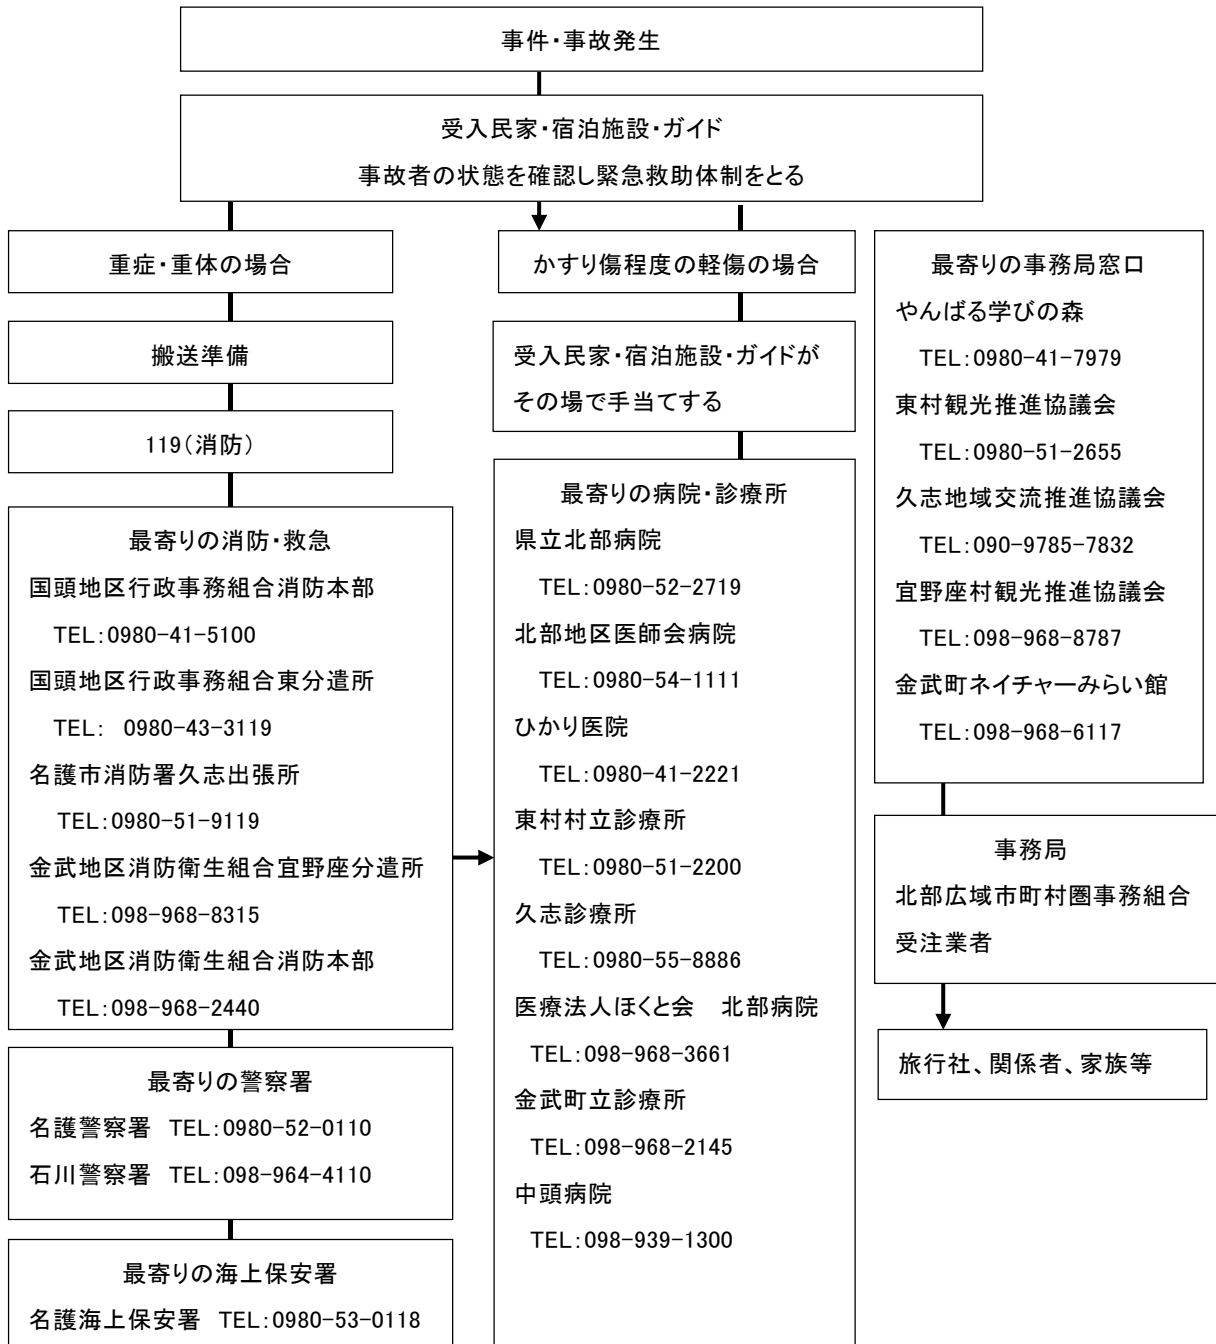 事件・事故発生
受入民家・宿泊施設・ガイド
事故者の状態を確認し緊急救助体制をとる
重症・重体の場合
搬送準備
119（消防）
最寄りの消防・救急
国頭地区行政事務組合消防本部
TEL:0980-41-5100
国頭地区行政事務組合東分遣所
TEL: 0980-43-3119
名護市消防署久志出張所
TEL:0980-51-9119
金武地区消防衛生組合宜野座分遣所
TEL:098-968-8315
金武地区消防衛生組合消防本部
TEL:098-968-2440
最寄りの警察署
名護警察署 TEL:0980-52-0110
石川警察署 TEL:098-964-4110
最寄りの海上保安署
名護海上保安署 TEL:0980-53-0118
かすり傷程度の軽傷の場合
受入民家・宿泊施設・ガイドが
その場で手当てする
最寄りの病院・診療所
県立北部病院
TEL:0980-52-2719
北部地区医師会病院
TEL:0980-54-1111
ひかり医院
TEL:0980-41-2221
東村村立診療所
TEL:0980-51-2200
久志診療所
TEL:0980-55-8886
医療法人ほくと会 北部病院
TEL:098-968-3661
金武町立診療所
TEL:098-968-2145
中頭病院
TEL:098-939-1300
最寄りの事務局窓口
やんばる学びの森
TEL:0980-41-7979
東村観光推進協議会
TEL:0980-51-2655
久志地域交流推進協議会
TEL:090-9785-7832
宜野座村観光推進協議会
TEL:098-968-8787
金武町ネイチャーみらい館
TEL:098-968-6117
事務局
北部広域市町村圏事務組合
受注業者
旅行社、関係者、家族等